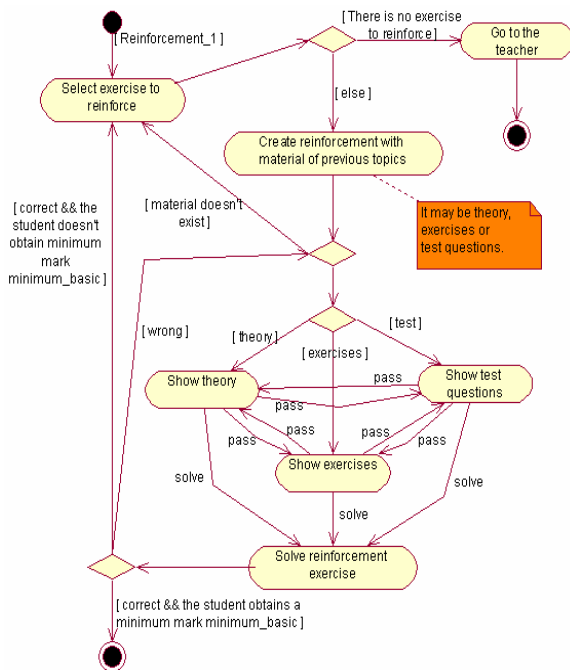 [ There is no exercise
to reinforce ]
Go to the
teacher
[Reinforcement_1 ]
Select exercise to
reinforce
[ else ]
Create reinforcement with
material of previous topics
[ correct && the
student doesn't
obtain minimum
mark
minimum_basic ]
[ material doesn't
exist ]
It may be theory,
exercises or
test questions.
[ wrong ]
[ theory ]
[ exercises ]
[ test ]
Show theory
pass
Show test
questions
pass
pass
pass
pass
pass
Show exercises
solve
solve
solve
Solve reinforcement
exercise
[ correct && the student obtains a
minimum mark minimum_basic ]